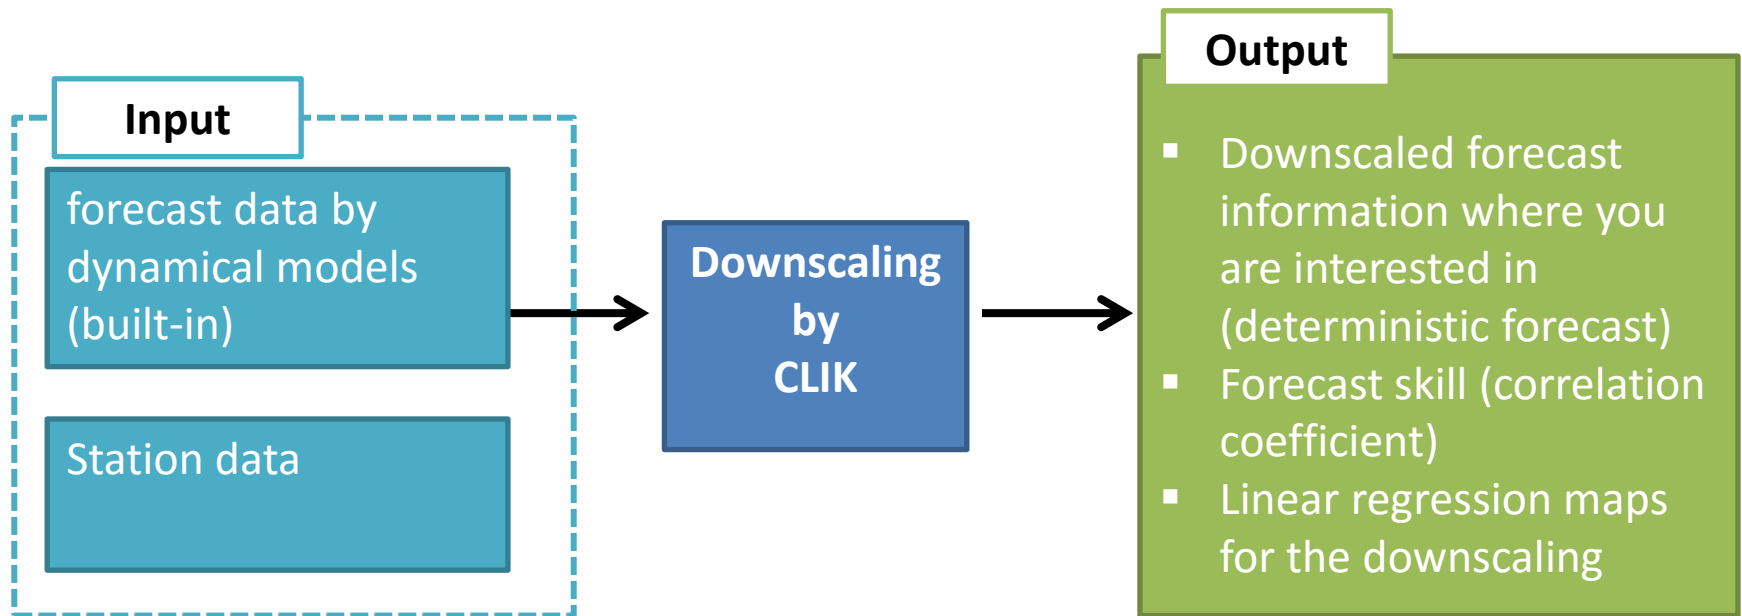 Input
forecast data by
dynamical models
(built-in)
Station data
Downscaling
by
CLIK
Output
▪ Downscaled forecast
information where you
are interested in
(deterministic forecast)
▪ Forecast skill (correlation
coefficient)
▪ Linear regression maps
for the downscaling